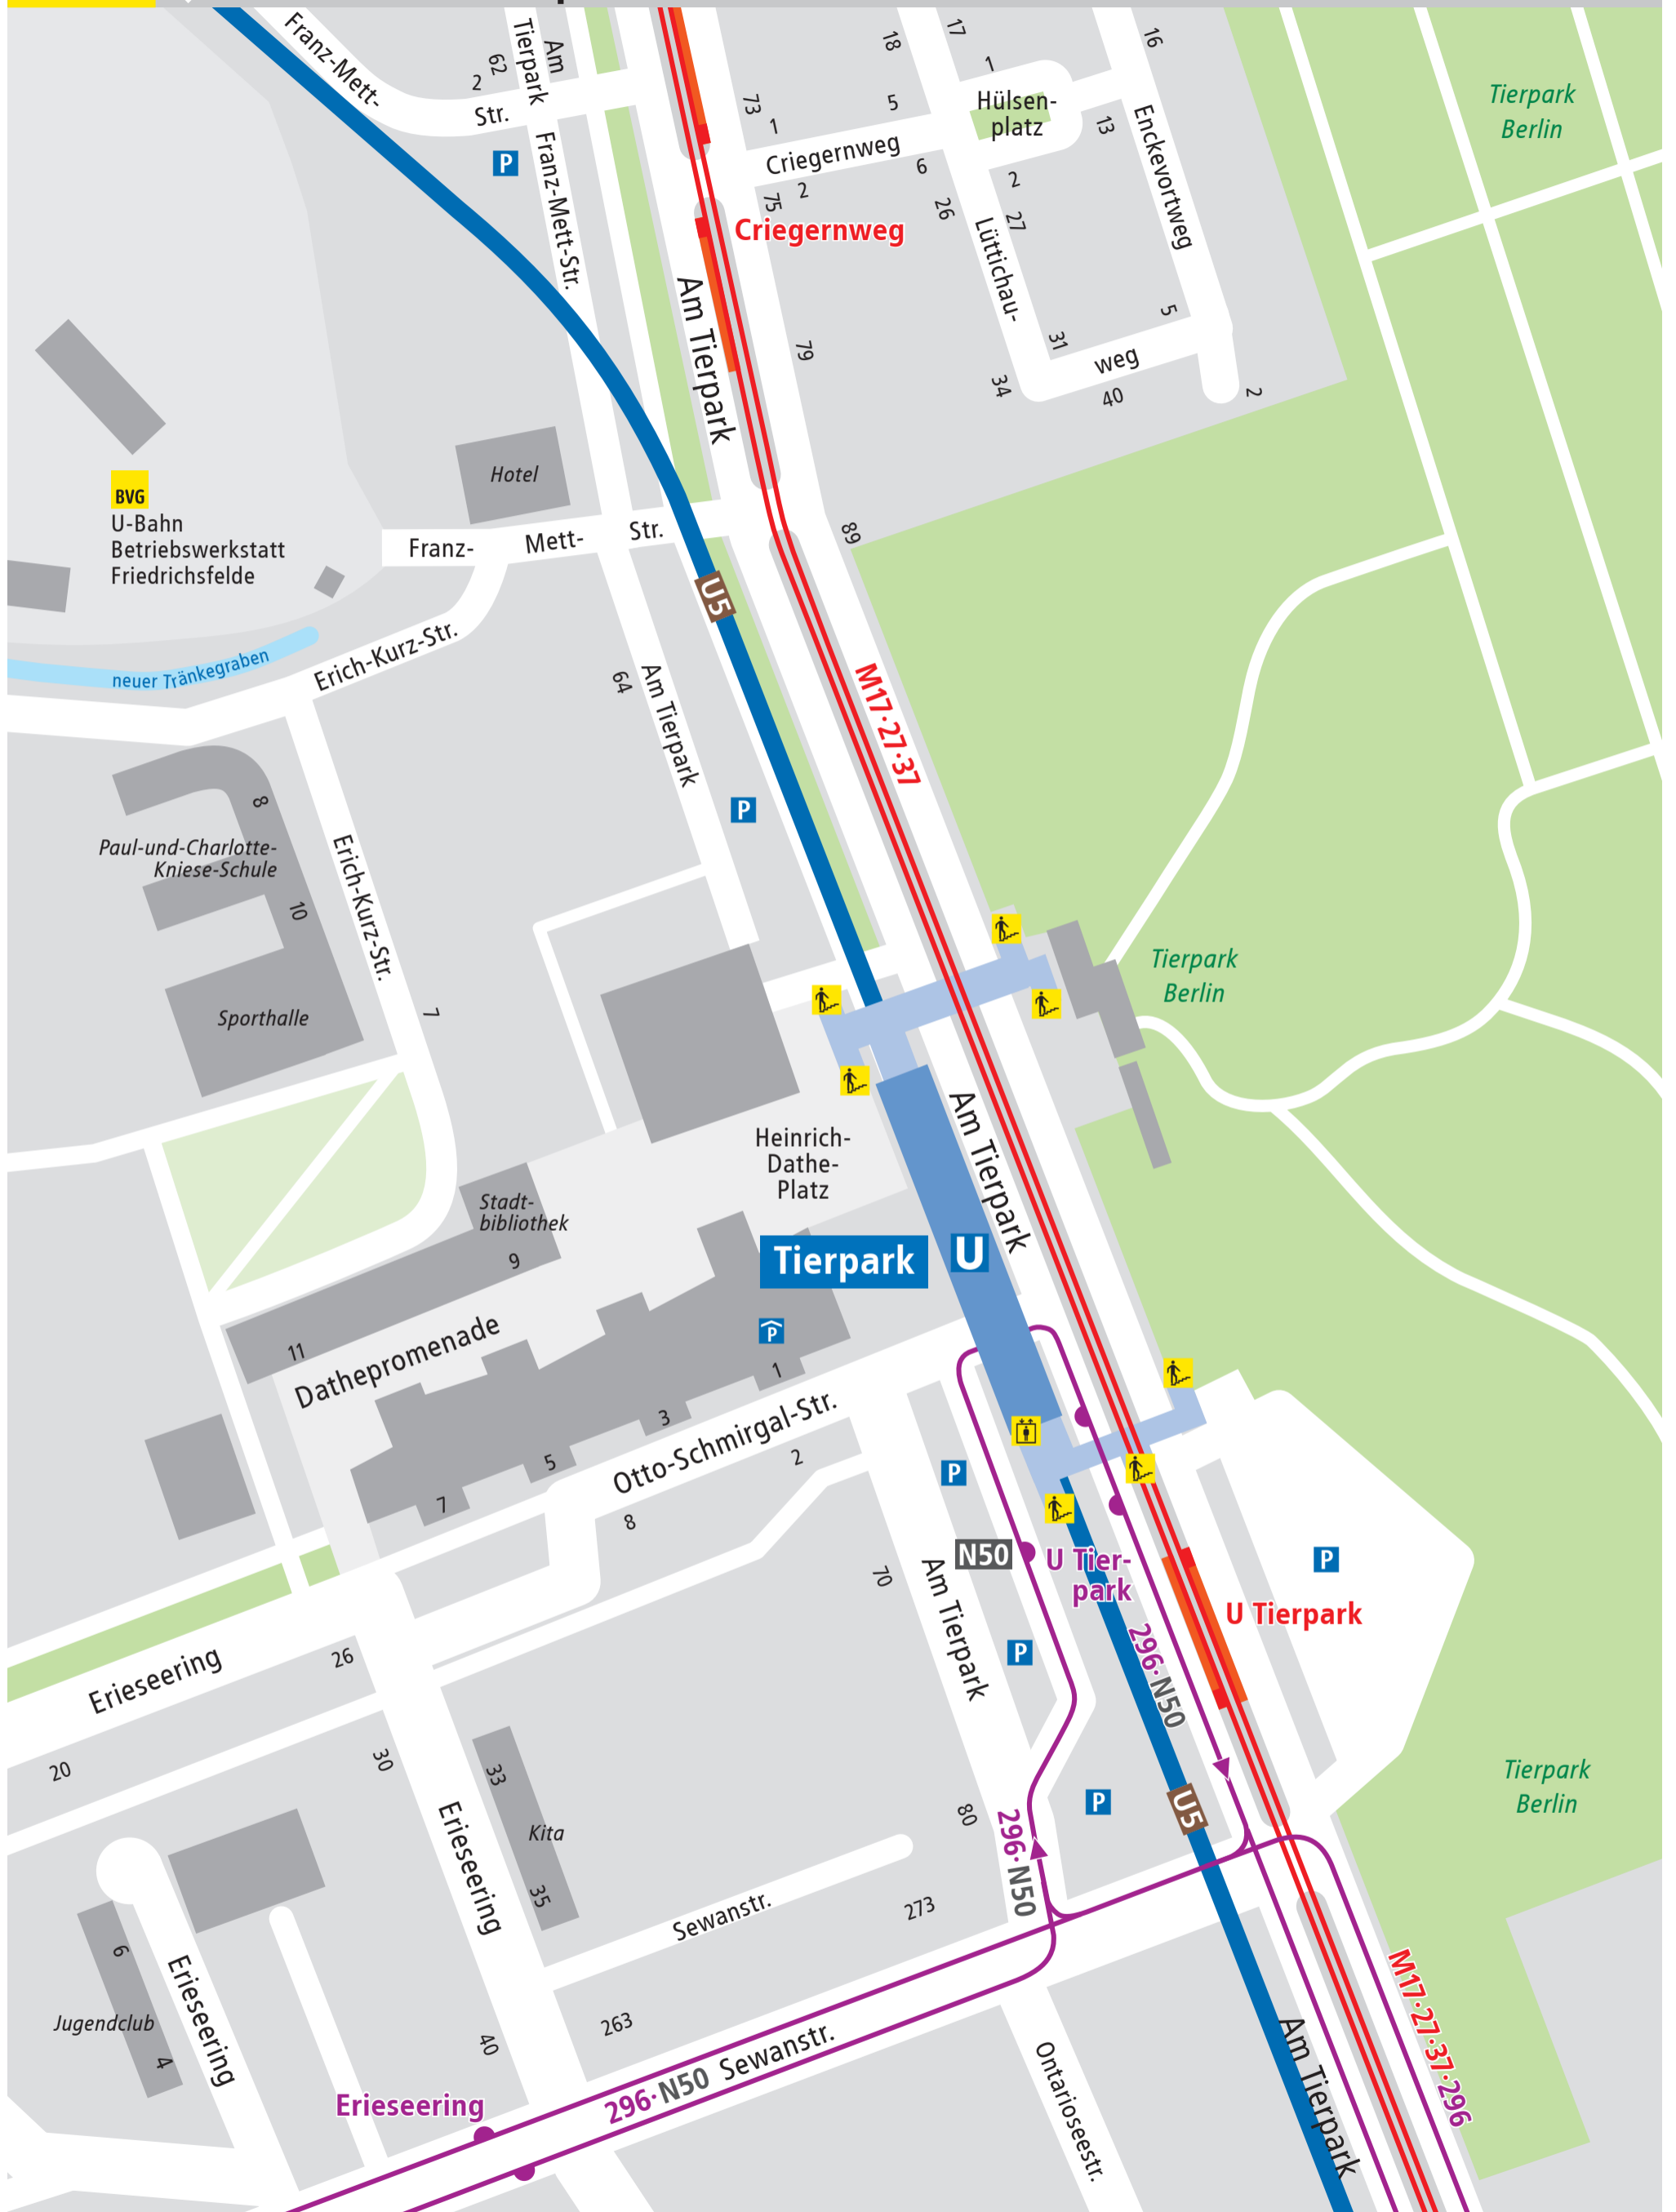 Franz-Mett-
Str.
2
62
Am
Tierpark
Franz-Mett-Str.
P
73
1
5
18
17
1
16
Hülsen-
platz
13
Criegernweg
2
6
75
26
2
27
Enckevortweg
Tierpark
Berlin
Criegernweg
Lüttichau-
weg
31
5
34
40
2
79
Am Tierpark
Hotel
BVG
U-Bahn
Betriebswerkstatt
Friedrichsfelde
Franz-
Mett-
Str.
89
U5
neuer Tränkegraben
Erich-Kurz-Str.
64
Am Tierpark
M17·27·37
P
8
Paul-und-Charlotte-
Kniese-Schule
10
Erich-Kurz-Str.
7
Sporthalle
Tierpark
Berlin
Heinrich-
Dathe-
Platz
Am Tierpark
Stadt-
bibliothek
9
Tierpark
U
11
Dathepromenade
P
1
3
5
7
Otto-Schmirgal-Str.
2
8
P
N50
U Tier-
park
P
U Tierpark
70
Am Tierpark
P
296·N50
Erieseering
26
20
30
33
Kita
35
Erieseering
80
P
U5
296·N50
Tierpark
Berlin
Sewanstr.
273
6
Jugendclub
4
Erieseering
40
263
296·N50 Sewanstr.
Erieseering
Ontarioseestr.
Am Tierpark
M17·27·37·296